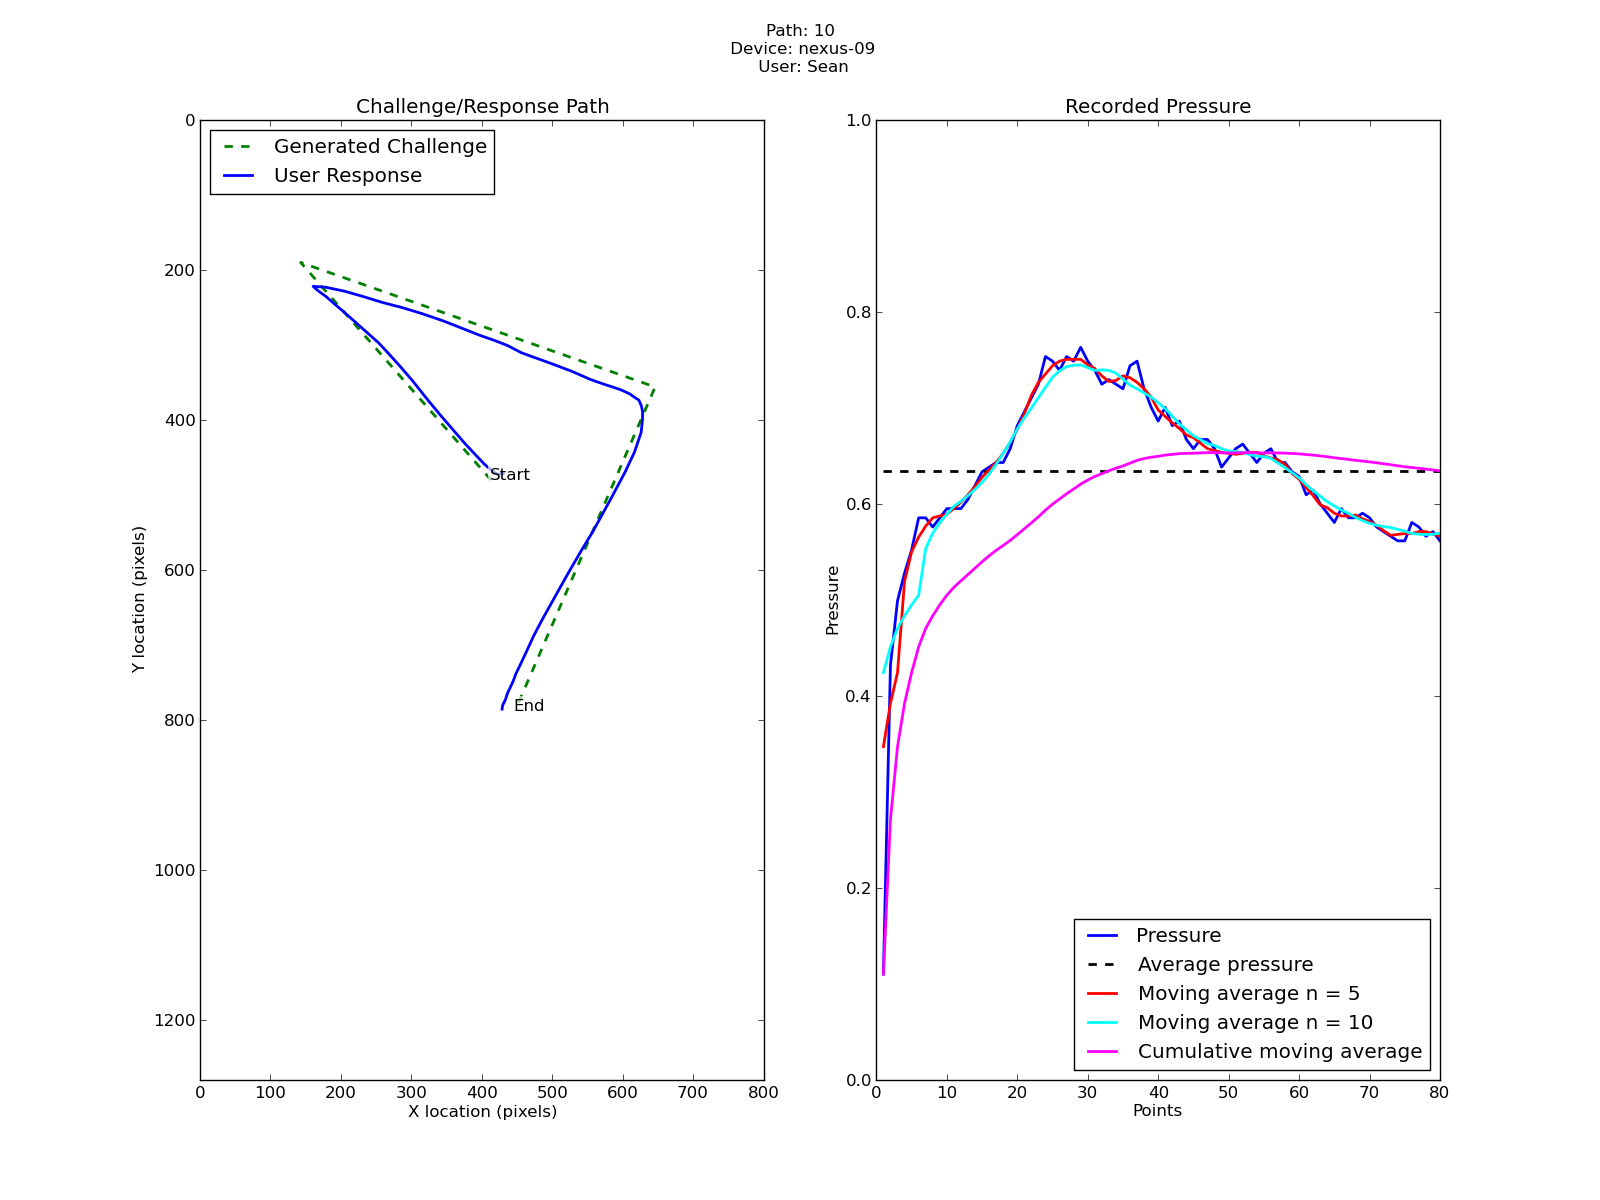 Path: 10
Device: nexus-09
User: Sean
Challenge/Response Path
Generated Challenge
User Response
0
200
400
600
800
1000
1200
Y location (pixels)
Start
End
0 100 200 300 400 500 600 700 800
X location (pixels)
Recorded Pressure
1.0
0.8
0.6
0.4
0.2
0.0
Pressure
Pressure
Average pressure
Moving average n = 5
Moving average n = 10
Cumulative moving average
0 10 20 30 40 50 60 70 80
Points